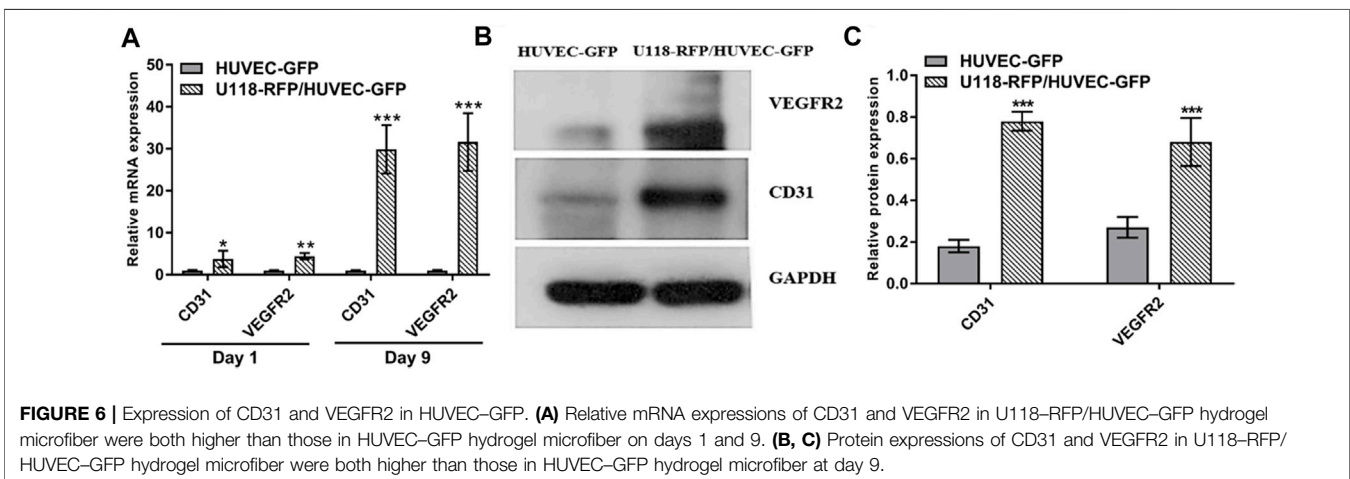 A
Relative mRNA expression
50
40
30
20
10
0
HUVEC-GFP
U118-RFP/HUVEC-GFP
*
**
***
***
CD31
VEGFR2
CD31
VEGFR2
Day 1
Day 9
B
HUVEC-GFP U118-RFP/HUVEC-GFP
VEGFR2
CD31
GAPDH
C
Relative protein expression
1.0
0.8
0.6
0.4
0.2
0.0
HUVEC-GFP
U118-RFP/HUVEC-GFP
***
***
CD31
VEGFR2
FIGURE 6 | Expression of CD31 and VEGFR2 in HUVEC–GFP. (A) Relative mRNA expressions of CD31 and VEGFR2 in U118–RFP/HUVEC–GFP hydrogel
microfiber were both higher than those in HUVEC–GFP hydrogel microfiber on days 1 and 9. (B, C) Protein expressions of CD31 and VEGFR2 in U118–RFP/
HUVEC–GFP hydrogel microfiber were both higher than those in HUVEC–GFP hydrogel microfiber at day 9.